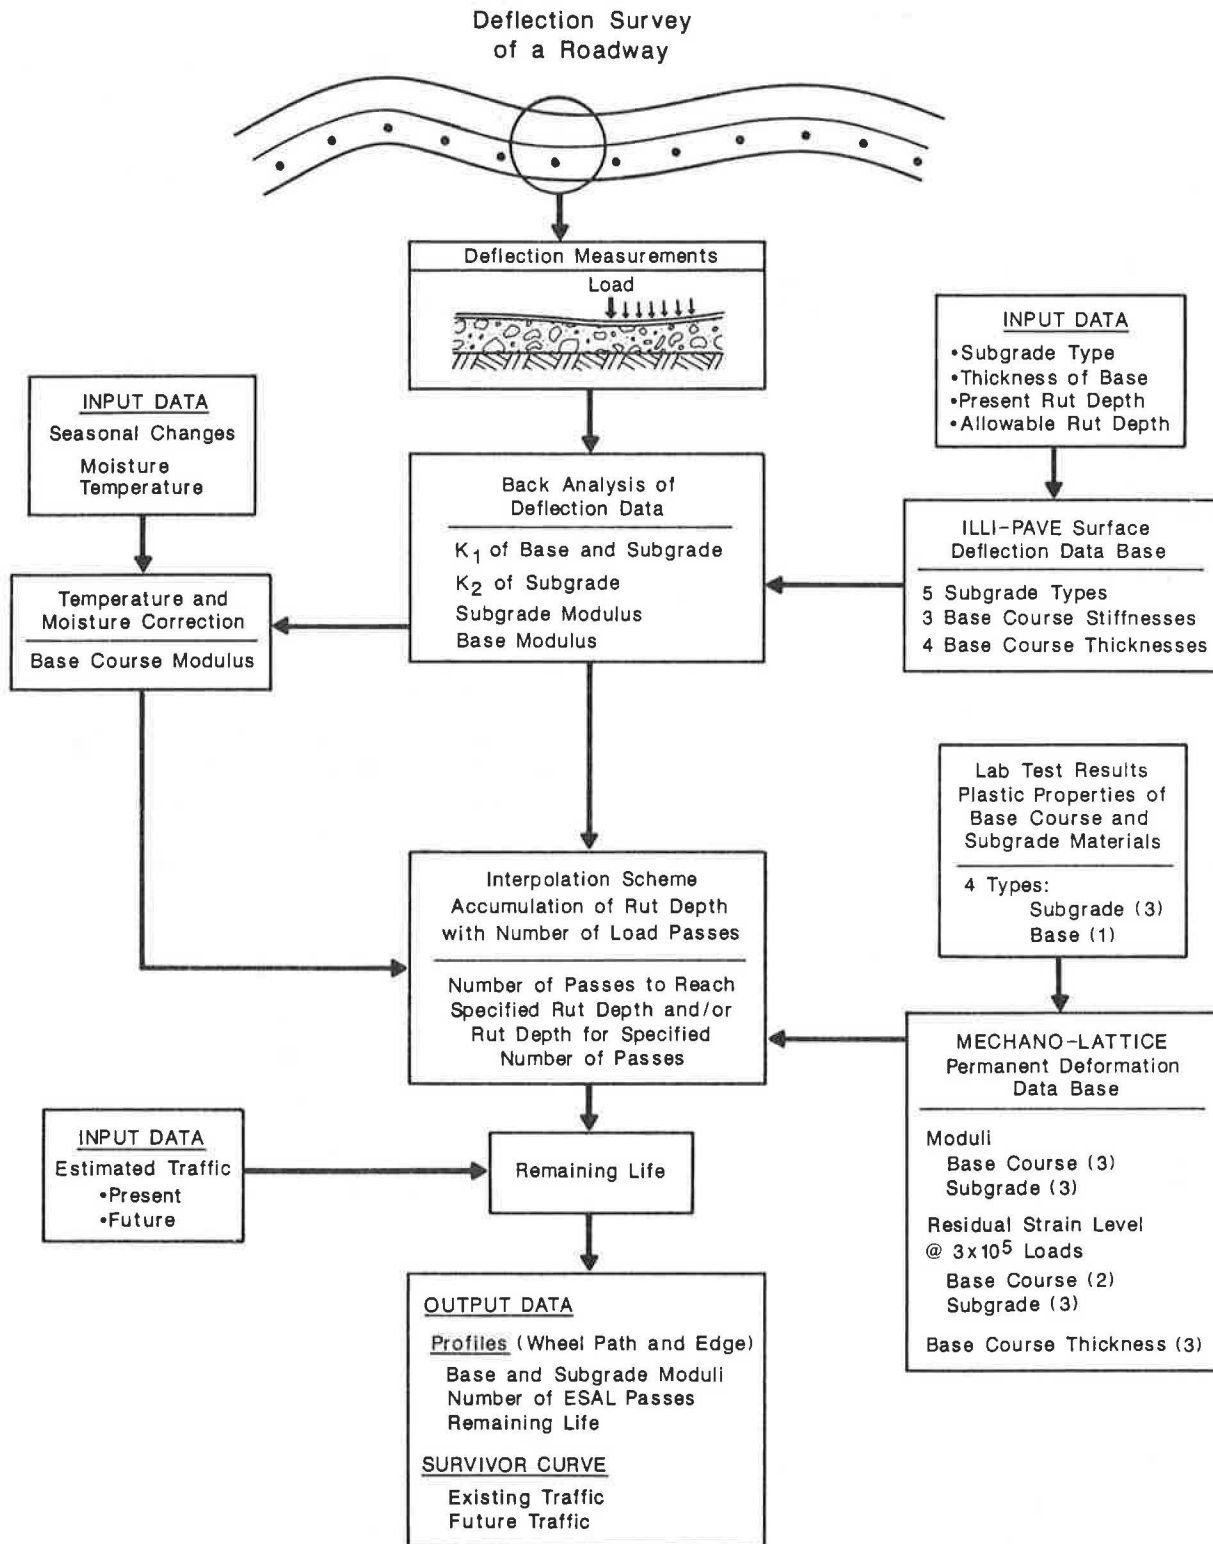 Deflection Survey
of a Roadway
Deflection Measurements
Load
INPUT DATA
•Subgrade Type
•Thickness of Base
•Present Rut Depth
•Allowable Rut Depth
INPUT DATA
Seasonal Changes
Moisture
Temperature
Back Analysis of
Deflection Data
K1 of Base and Subgrade
K2 of Subgrade
Subgrade Modulus
Base Modulus
ILLI-PAVE Surface
Deflection Data Base
5 Subgrade Types
3 Base Course Stiffnesses
4 Base Course Thicknesses
Temperature and
Moisture Correction
Base Course Modulus
Lab Test Results
Plastic Properties of
Base Course and
Subgrade Materials
4 Types:
Subgrade (3)
Base (1)
Interpolation Scheme
Accumulation of Rut Depth
with Number of Load Passes
Number of Passes to Reach
Specified Rut Depth and/or
Rut Depth for Specified
Number of Passes
MECHANO-LATTICE
Permanent Deformation
Data Base
Moduli
Base Course (3)
Subgrade (3)
Residual Strain Level
@ 3x10⁵ Loads
Base Course (2)
Subgrade (3)
Base Course Thickness (3)
INPUT DATA
Estimated Traffic
•Present
•Future
Remaining Life
OUTPUT DATA
Profiles (Wheel Path and Edge)
Base and Subgrade Moduli
Number of ESAL Passes
Remaining Life
SURVIVOR CURVE
Existing Traffic
Future Traffic